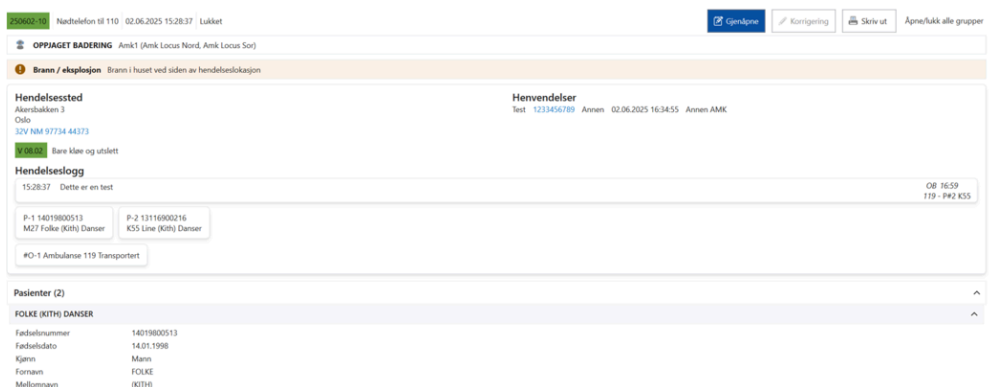 250602-10 Nødtelefon til 110 02.06.2025 15:28:37 Lukket
Gjenåpne Korrigering Skriv ut Åpne/lukk alle grupper
OPPJAGET BADERING Amk1 (Amk Locus Nord, Amk Locus Sor)
Brann / eksplosjon Brann i huset ved siden av hendelseslokasjon
Hendelsessted
Akersbakken 3
Oslo
32V NM 97734 44373
V 08.02 Bare kløe og utslett
Henvendelser
Test 1233456789 Annen 02.06.2025 16:34:55 Annen AMK
Hendelseslogg
15:28:37 Dette er en test
OB 16:59
119 - P#2 K55
P-1 14019800513
M27 Folke (Kith) Danser
P-2 13116900216
K55 Line (Kith) Danser
#O-1 Ambulanse 119 Transportert
Pasienter (2)
FOLKE (KITH) DANSER
Fødselsnummer 14019800513
Fødselsdato 14.01.1998
Kjønn Mann
Fornavn FOLKE
Mellomnavn (KITH)